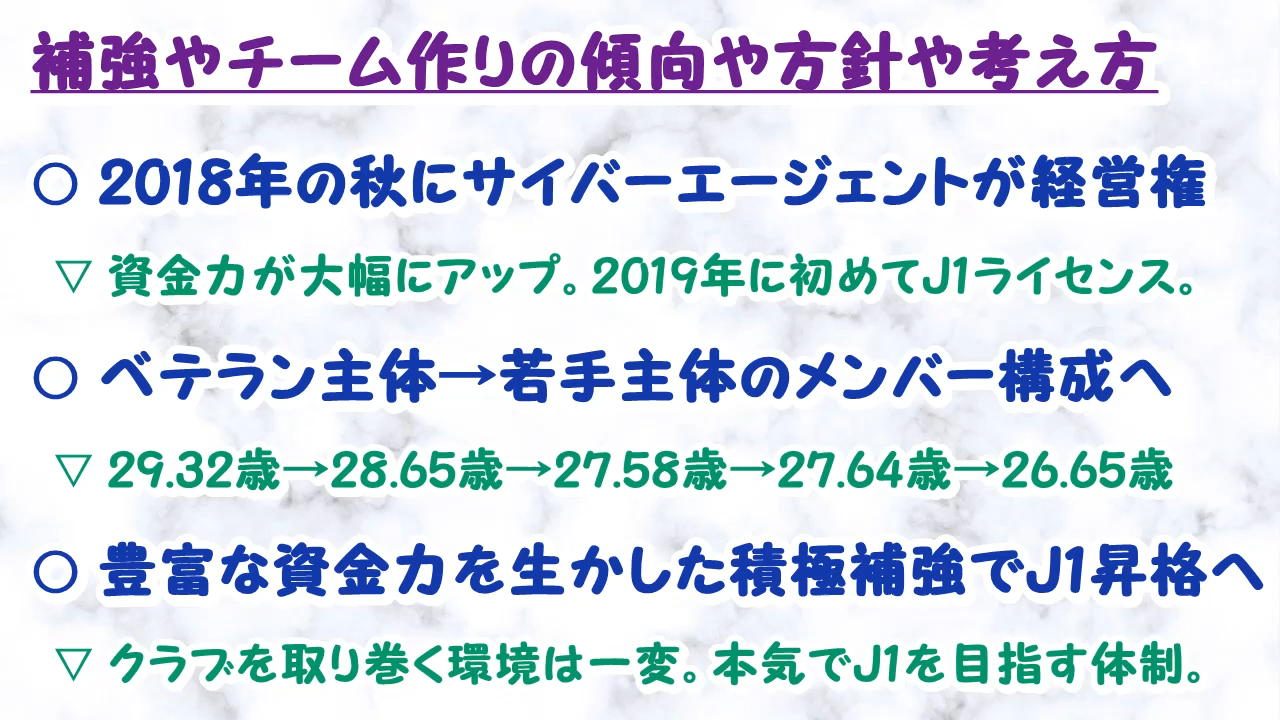 補強やチーム作りの傾向や方針や考え方
○ 2018年の秋にサイバーエージェントが経営権
▽ 資金力が大幅にアップ。2019年に初めてJ1ライセンス。
○ ベテラン主体→若手主体のメンバー構成へ
▽ 29.32歳→28.65歳→27.58歳→27.64歳→26.65歳
○ 豊富な資金力を生かした積極補強でJ1昇格へ
▽ クラブを取り巻く環境は一変。本気でJ1を目指す体制。